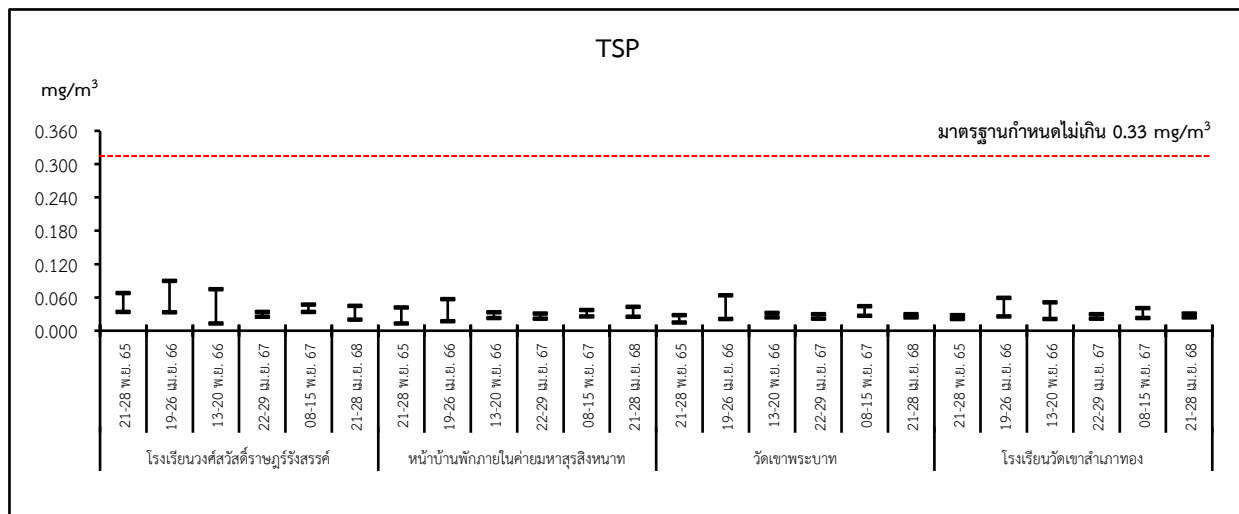 TSP
mg/m³
มาตรฐานกำหนดไม่เกิน 0.33 mg/m³
0.360
0.300
0.240
0.180
0.120
0.060
0.000
21-28 พ.ย. 65
19-26 เม.ย. 66
13-20 พ.ย. 66
22-29 เม.ย. 67
08-15 พ.ย. 67
21-28 เม.ย. 68
21-28 พ.ย. 65
19-26 เม.ย. 66
13-20 พ.ย. 66
22-29 เม.ย. 67
08-15 พ.ย. 67
21-28 เม.ย. 68
21-28 พ.ย. 65
19-26 เม.ย. 66
13-20 พ.ย. 66
22-29 เม.ย. 67
08-15 พ.ย. 67
21-28 เม.ย. 68
21-28 พ.ย. 65
19-26 เม.ย. 66
13-20 พ.ย. 66
22-29 เม.ย. 67
08-15 พ.ย. 67
21-28 เม.ย. 68
โรงเรียนวงศ์สวัสดิ์ราษฎร์รังสรรค์
หน้าบ้านพักภายในค่ายมหาสุรสิงหนาท
วัดเขาพระบาท
โรงเรียนวัดเขาสำเภาทอง